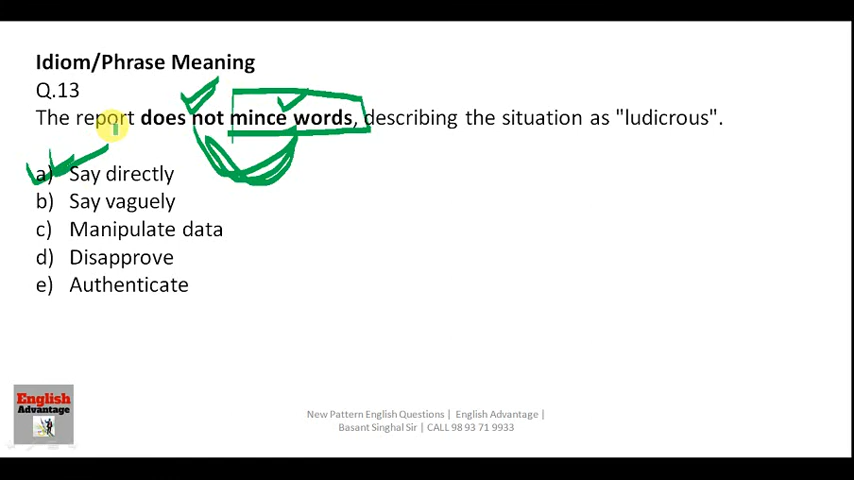 Idiom/Phrase Meaning
Q.13
The report does not mince words, describing the situation as "ludicrous".
a) Say directly
b) Say vaguely
c) Manipulate data
d) Disapprove
e) Authenticate
English
Advantage
New Pattern English Questions | English Advantage |
Basant Singhal Sir | CALL 98 93 71 9933